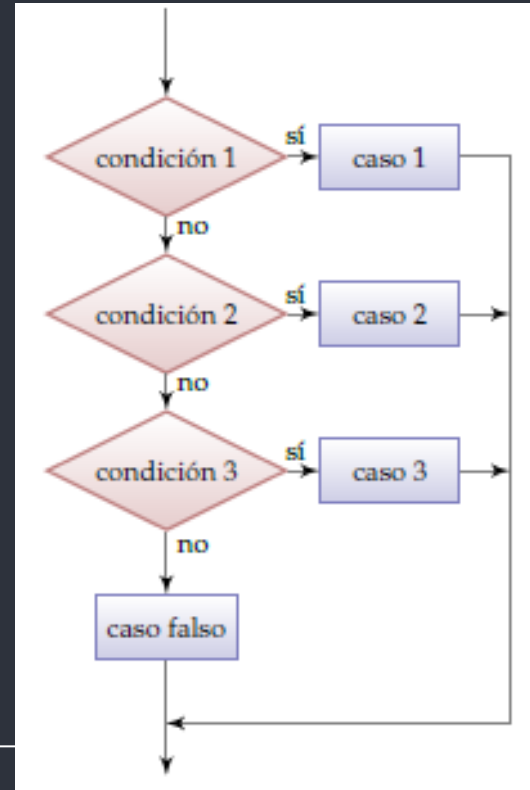 condición 1
sí
caso 1
no
condición 2
sí
caso 2
no
condición 3
sí
caso 3
no
caso falso